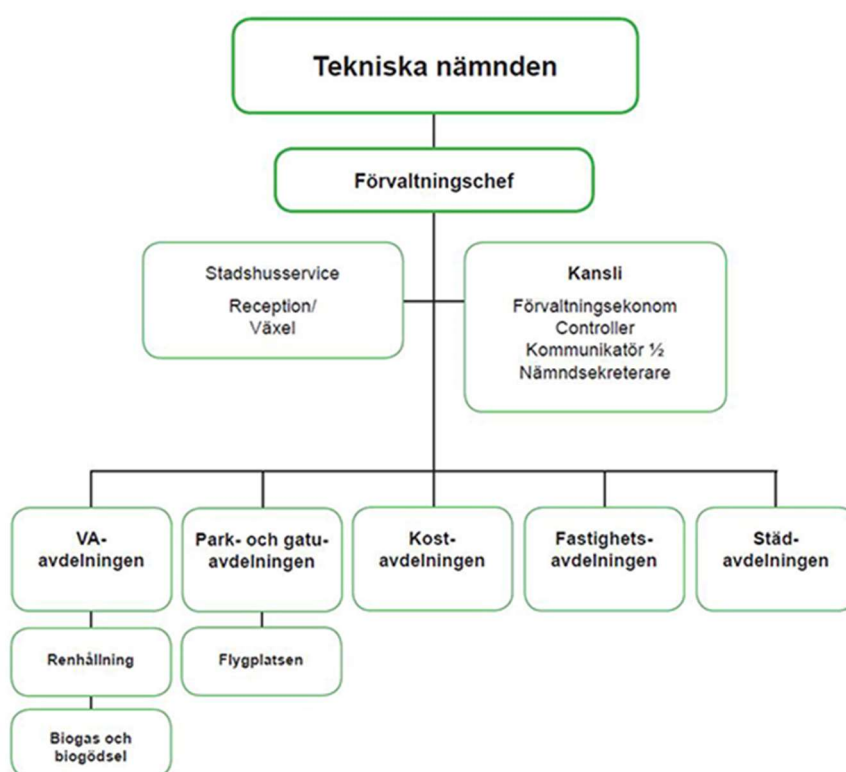 Tekniska nämnden
Förvaltningschef
Stadshusservice
Reception/
Växel
Kansli
Förvaltningsekonom
Controller
Kommunikatör ½
Nämndsekreterare
VA-
avdelningen
Park- och gatu-
avdelningen
Kost-
avdelningen
Fastighets-
avdelningen
Städ-
avdelningen
Renhållning
Flygplatsen
Biogas och
biogödsel